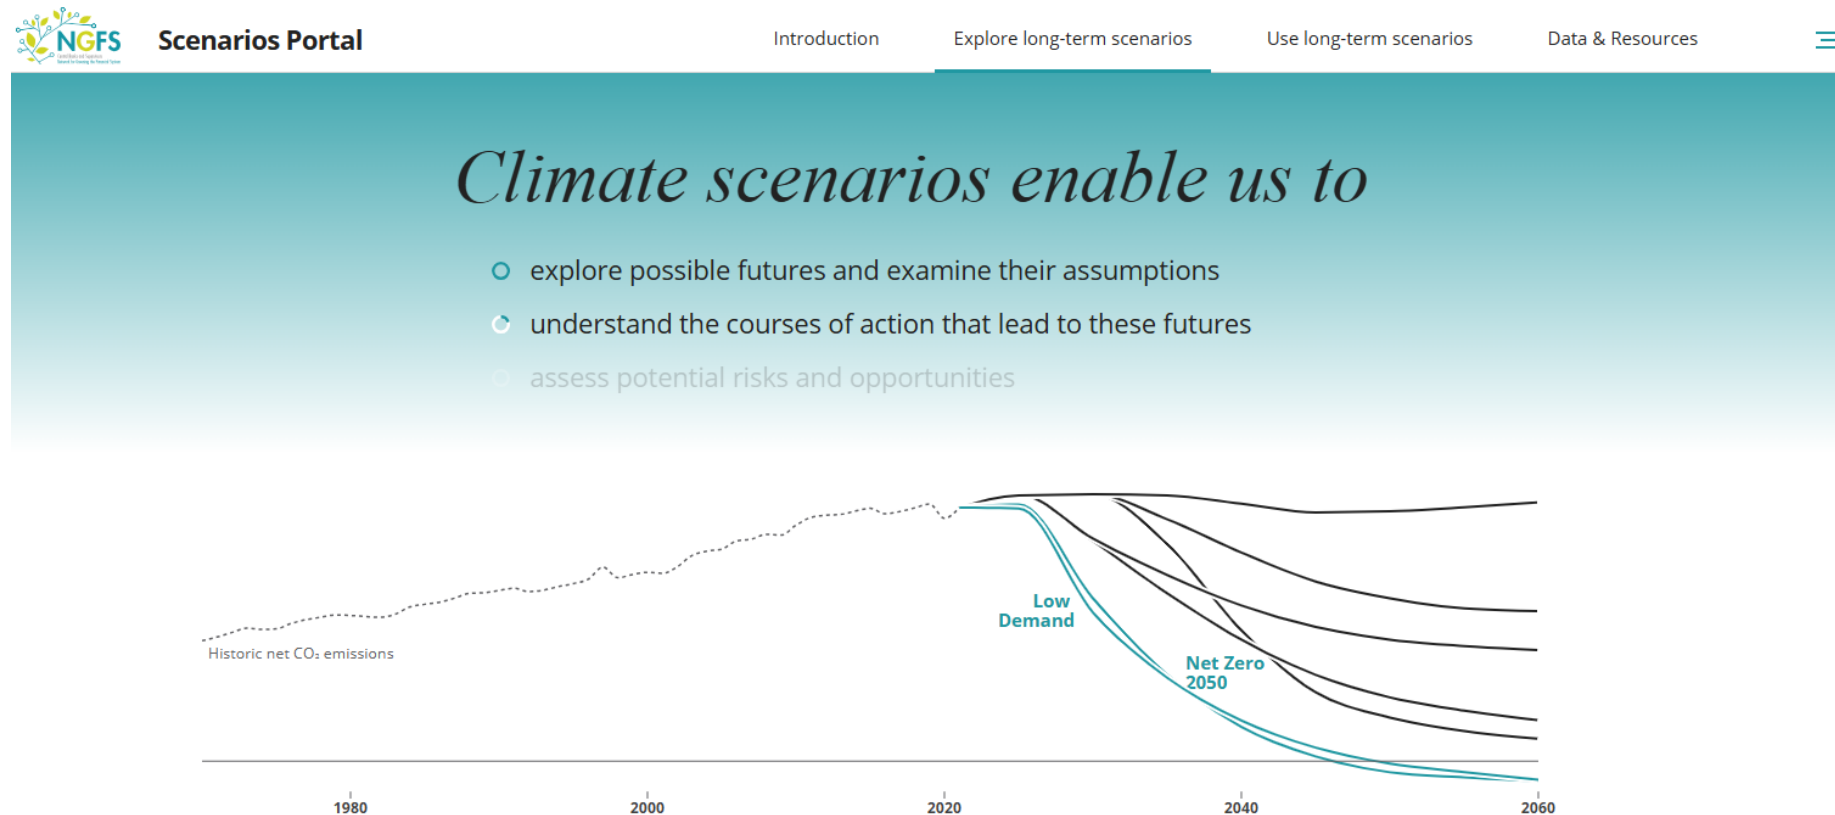 NGFS
Scenarios Portal
Introduction
Explore long-term scenarios
Use long-term scenarios
Data & Resources
Climate scenarios enable us to
explore possible futures and examine their assumptions
understand the courses of action that lead to these futures
assess potential risks and opportunities
Low
Demand
Historic net CO₂ emissions
Net Zero
2050
1980
2000
2020
2040
2060